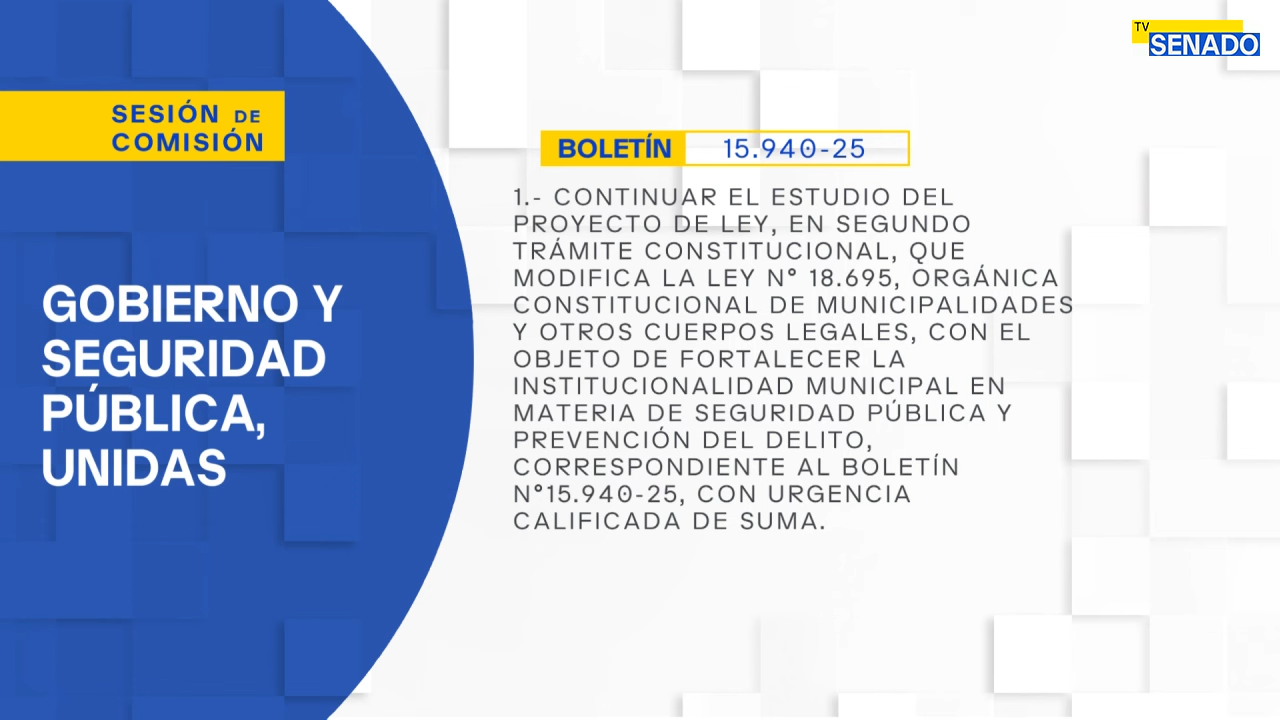 TV
SENADO
SESIÓN DE
COMISIÓN
GOBIERNO Y
SEGURIDAD
PÚBLICA,
UNIDAS
BOLETÍN 15.940-25
1.- CONTINUAR EL ESTUDIO DEL
PROYECTO DE LEY, EN SEGUNDO
TRÁMITE CONSTITUCIONAL, QUE
MODIFICA LA LEY N° 18.695, ORGÁNICA
CONSTITUCIONAL DE MUNICIPALIDADES
Y OTROS CUERPOS LEGALES, CON EL
OBJETO DE FORTALECER LA
INSTITUCIONALIDAD MUNICIPAL EN
MATERIA DE SEGURIDAD PÚBLICA Y
PREVENCIÓN DEL DELITO,
CORRESPONDIENTE AL BOLETÍN
N°15.940-25, CON URGENCIA
CALIFICADA DE SUMA.